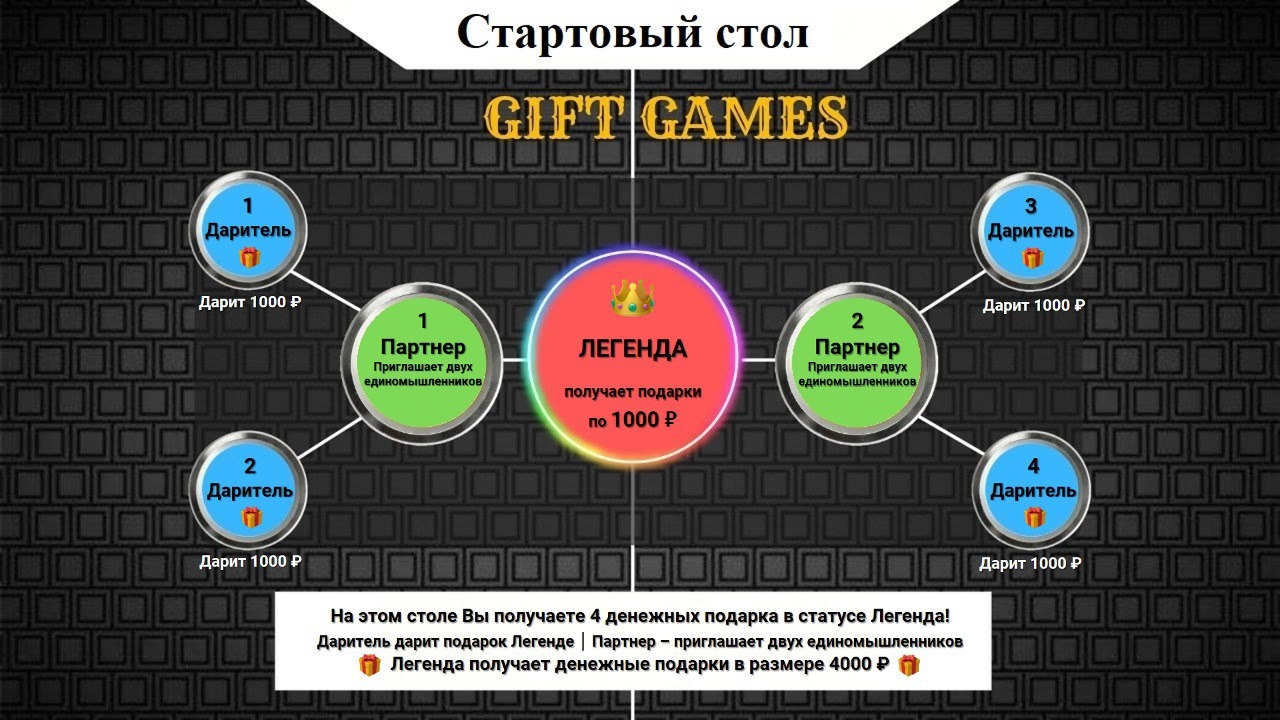 Стартовый стол
GIFT GAMES
1
Даритель
Дарит 1000 ₽
3
Даритель
Дарит 1000 ₽
1
Партнер
Приглашает двух
единомышленников
ЛЕГЕНДА
получает подарки
по 1000 ₽
2
Партнер
Приглашает двух
единомышленников
2
Даритель
Дарит 1000 ₽
4
Даритель
Дарит 1000 ₽
На этом столе Вы получаете 4 денежных подарка в статусе Легенда!
Даритель дарит подарок Легенде | Партнер – приглашает двух единомышленников
Легенда получает денежные подарки в размере 4000 ₽